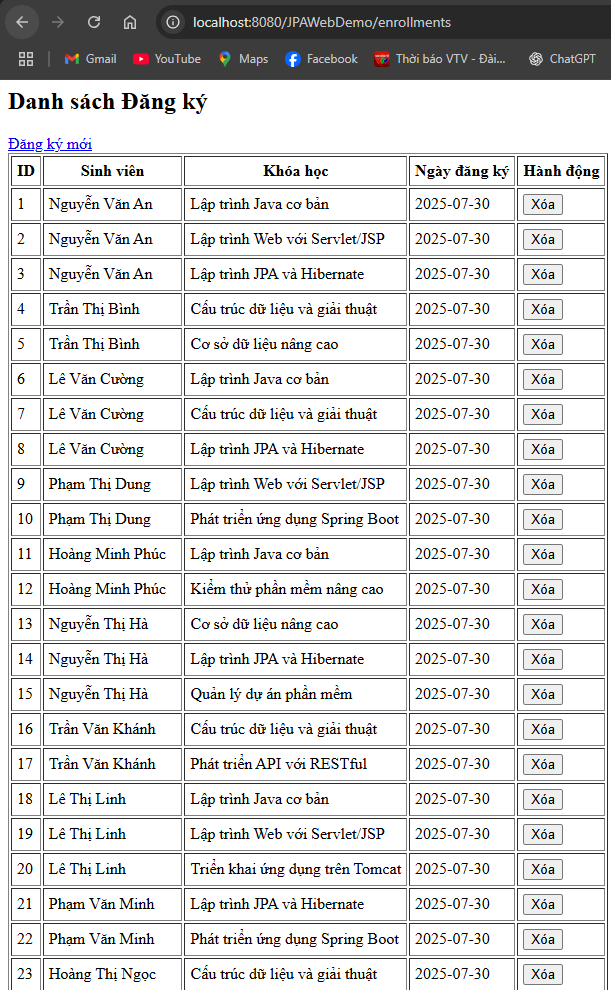 localhost:8080/JPAWebDemo/enrollments
Gmail YouTube Maps Facebook Thời báo VTV - Đài... ChatGPT
Danh sách Đăng ký
Đăng ký mới
ID Sinh viên Khóa học Ngày đăng ký Hành động
1 Nguyễn Văn An Lập trình Java cơ bản 2025-07-30 Xóa
2 Nguyễn Văn An Lập trình Web với Servlet/JSP 2025-07-30 Xóa
3 Nguyễn Văn An Lập trình JPA và Hibernate 2025-07-30 Xóa
4 Trần Thị Bình Cấu trúc dữ liệu và giải thuật 2025-07-30 Xóa
5 Trần Thị Bình Cơ sở dữ liệu nâng cao 2025-07-30 Xóa
6 Lê Văn Cường Lập trình Java cơ bản 2025-07-30 Xóa
7 Lê Văn Cường Cấu trúc dữ liệu và giải thuật 2025-07-30 Xóa
8 Lê Văn Cường Lập trình JPA và Hibernate 2025-07-30 Xóa
9 Phạm Thị Dung Lập trình Web với Servlet/JSP 2025-07-30 Xóa
10 Phạm Thị Dung Phát triển ứng dụng Spring Boot 2025-07-30 Xóa
11 Hoàng Minh Phúc Lập trình Java cơ bản 2025-07-30 Xóa
12 Hoàng Minh Phúc Kiểm thử phần mềm nâng cao 2025-07-30 Xóa
13 Nguyễn Thị Hà Cơ sở dữ liệu nâng cao 2025-07-30 Xóa
14 Nguyễn Thị Hà Lập trình JPA và Hibernate 2025-07-30 Xóa
15 Nguyễn Thị Hà Quản lý dự án phần mềm 2025-07-30 Xóa
16 Trần Văn Khánh Cấu trúc dữ liệu và giải thuật 2025-07-30 Xóa
17 Trần Văn Khánh Phát triển API với RESTful 2025-07-30 Xóa
18 Lê Thị Linh Lập trình Java cơ bản 2025-07-30 Xóa
19 Lê Thị Linh Lập trình Web với Servlet/JSP 2025-07-30 Xóa
20 Lê Thị Linh Triển khai ứng dụng trên Tomcat 2025-07-30 Xóa
21 Phạm Văn Minh Lập trình JPA và Hibernate 2025-07-30 Xóa
22 Phạm Văn Minh Phát triển ứng dụng Spring Boot 2025-07-30 Xóa
23 Hoàng Thị Ngọc Cấu trúc dữ liệu và giải thuật 2025-07-30 Xóa